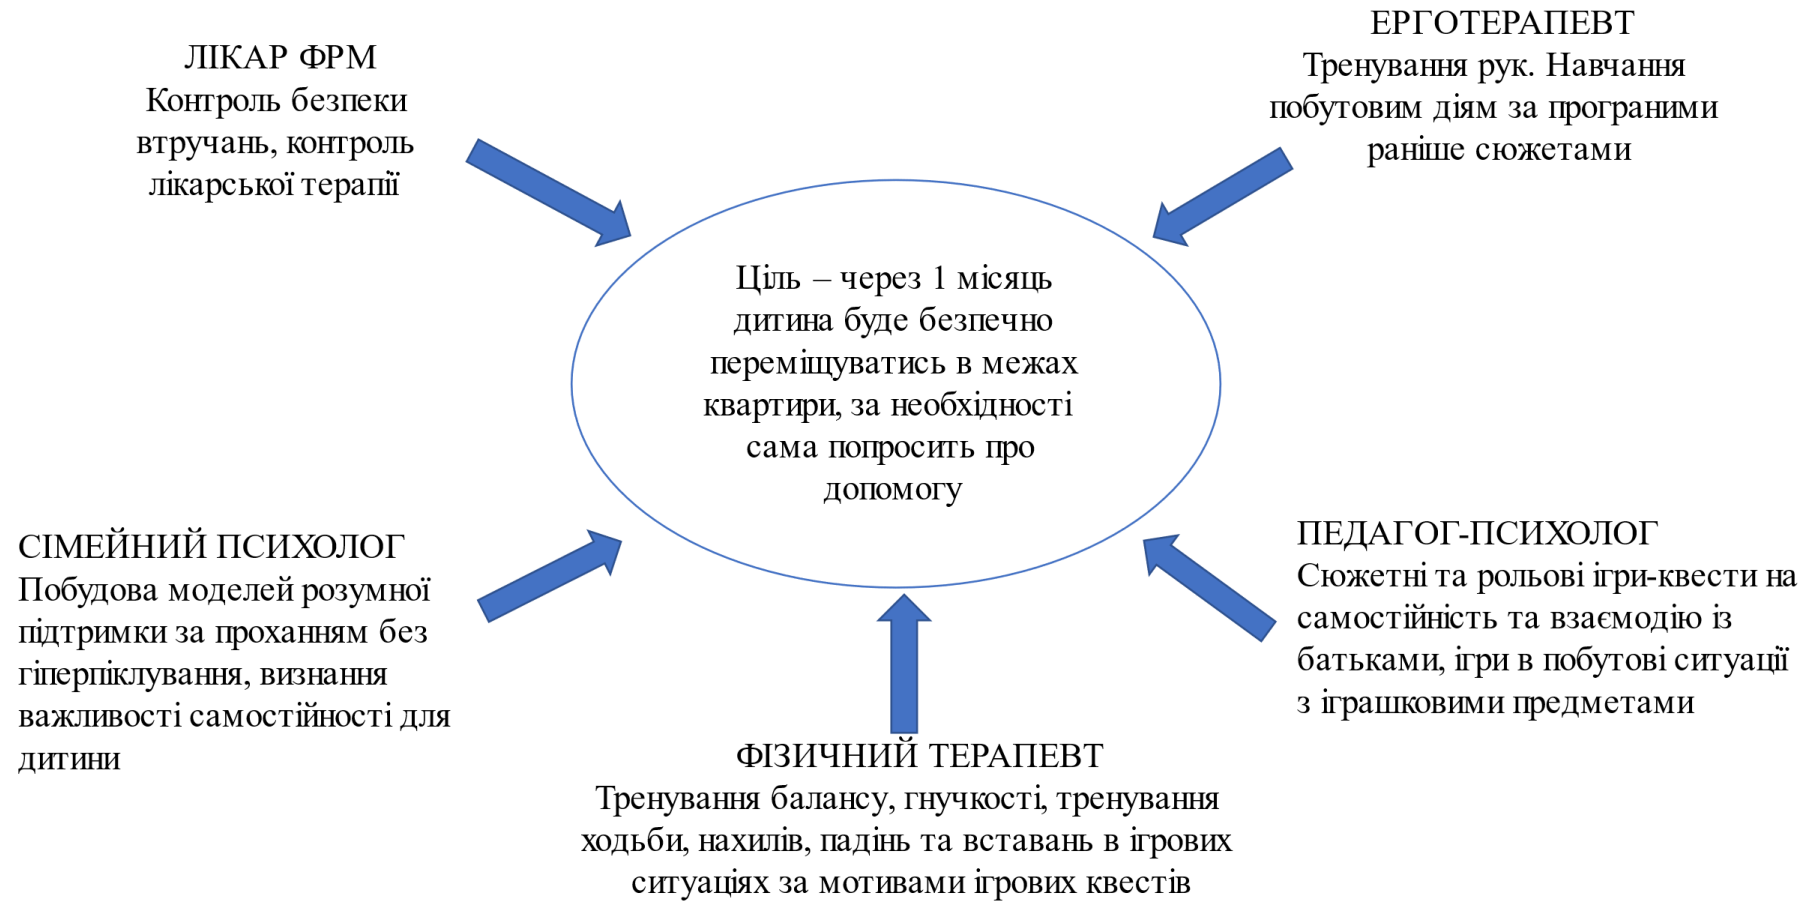 ЛІКАР ФРМ
Контроль безпеки
втручань, контроль
лікарської терапії
ЕРГОТЕРАПЕВТ
Тренування рук. Навчання
побутовим діям за програними
раніше сюжетами
Ціль – через 1 місяць
дитина буде безпечно
переміщуватись в межах
квартири, за необхідності
сама попросить про
допомогу
СІМЕЙНИЙ ПСИХОЛОГ
Побудова моделей розумної
підтримки за проханням без
гіперпіклування, визнання
важливості самостійності для
дитини
ПЕДАГОГ-ПСИХОЛОГ
Сюжетні та рольові ігри-квести на
самостійність та взаємодію із
батьками, ігри в побутові ситуації
з іграшковими предметами
ФІЗИЧНИЙ ТЕРАПЕВТ
Тренування балансу, гнучкості, тренування
ходьби, нахилів, падінь та вставань в ігрових
ситуаціях за мотивами ігрових квестів